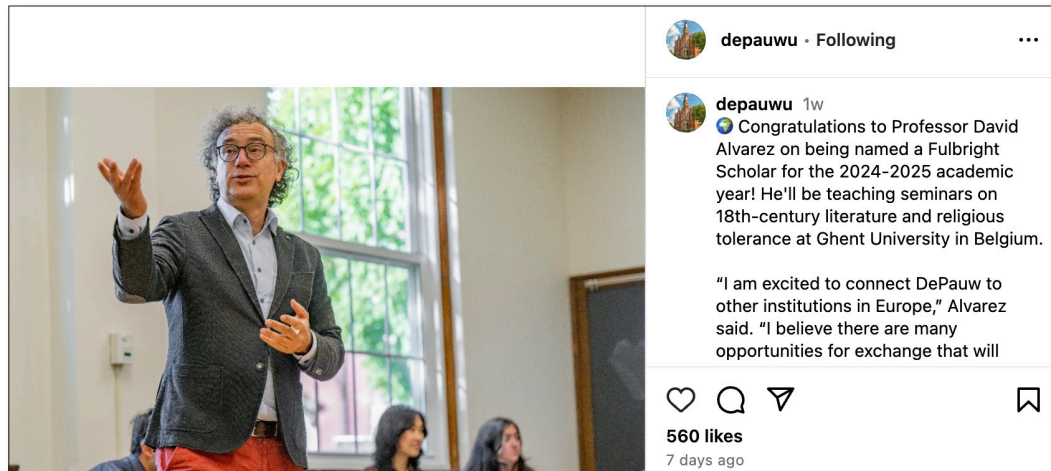 depauwu • Following
depauwu 1w
🌍 Congratulations to Professor David
Alvarez on being named a Fulbright
Scholar for the 2024-2025 academic
year! He'll be teaching seminars on
18th-century literature and religious
tolerance at Ghent University in Belgium.
“I am excited to connect DePauw to
other institutions in Europe,” Alvarez
said. “I believe there are many
opportunities for exchange that will
560 likes
7 days ago